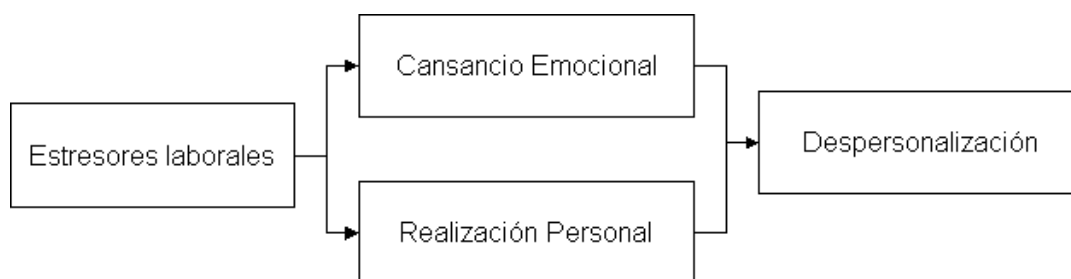 Estresores laborales
Cansancio Emocional
Realización Personal
Despersonalización